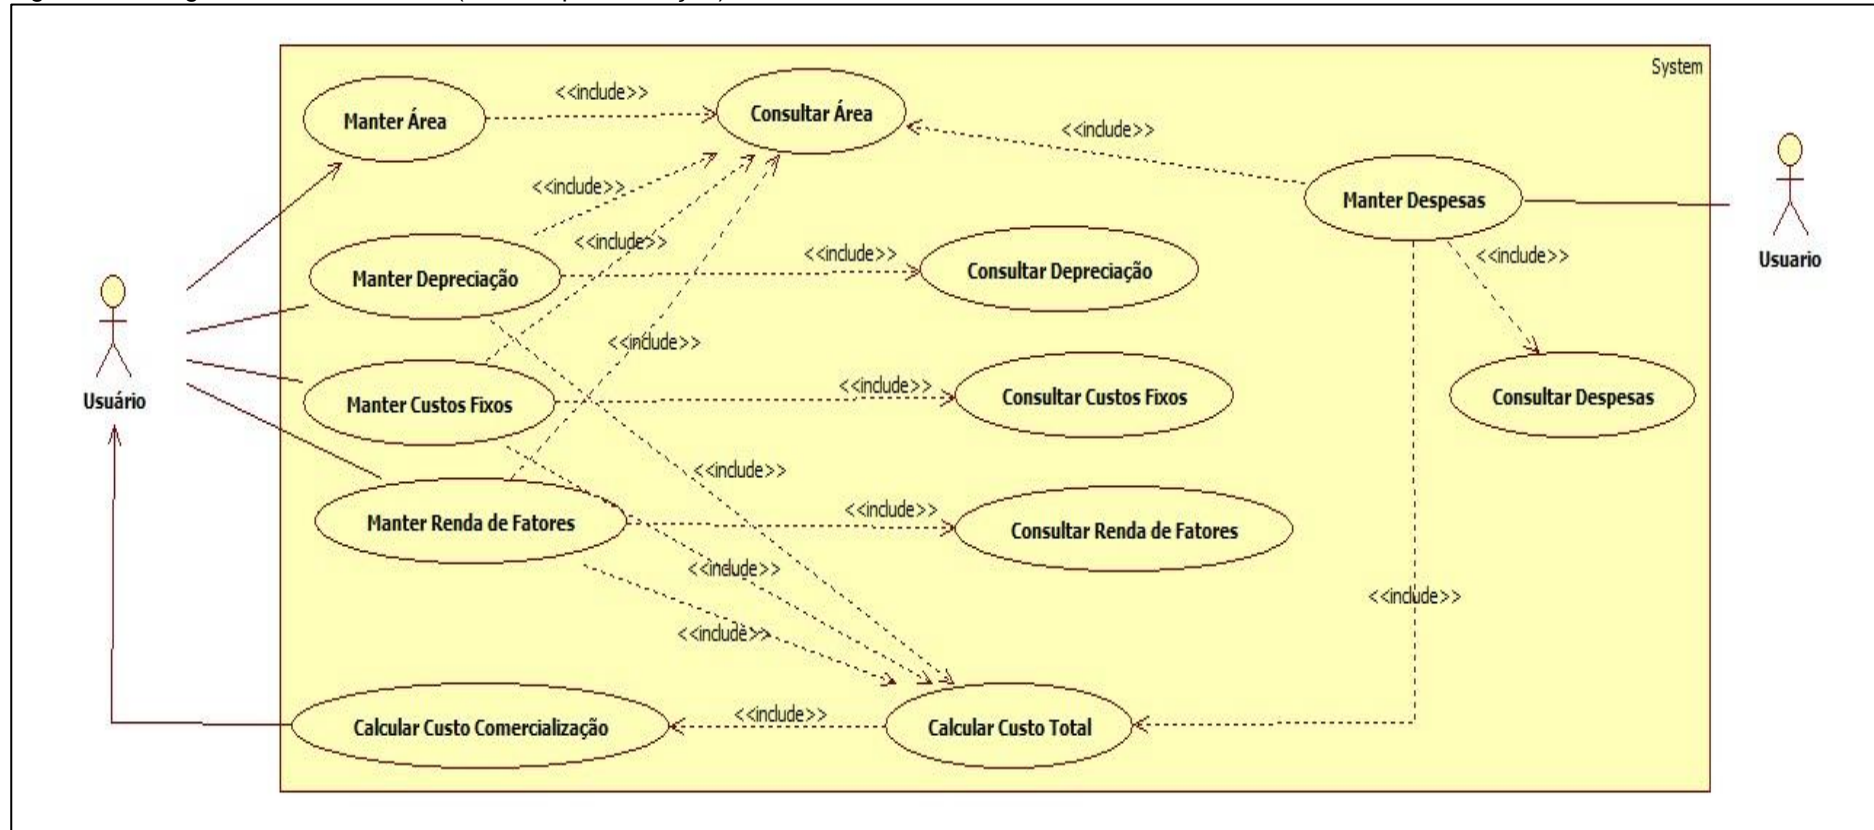 System
<<include>>
Manter Área
Consultar Área
<<include>>
<<include>>
Manter Despesas
<<include>>
<<include>>
<<include>>
Manter Depreciação
Consultar Depreciação
Usuario
<<include>>
<<include>>
Usuário
Manter Custos Fixos
Consultar Custos Fixos
Consultar Despesas
<<include>>
<<include>>
Manter Renda de Fatores
Consultar Renda de Fatores
<<include>>
<<include>>
<<include>>
<<include>>
Calcular Custo Comercialização
Calcular Custo Total